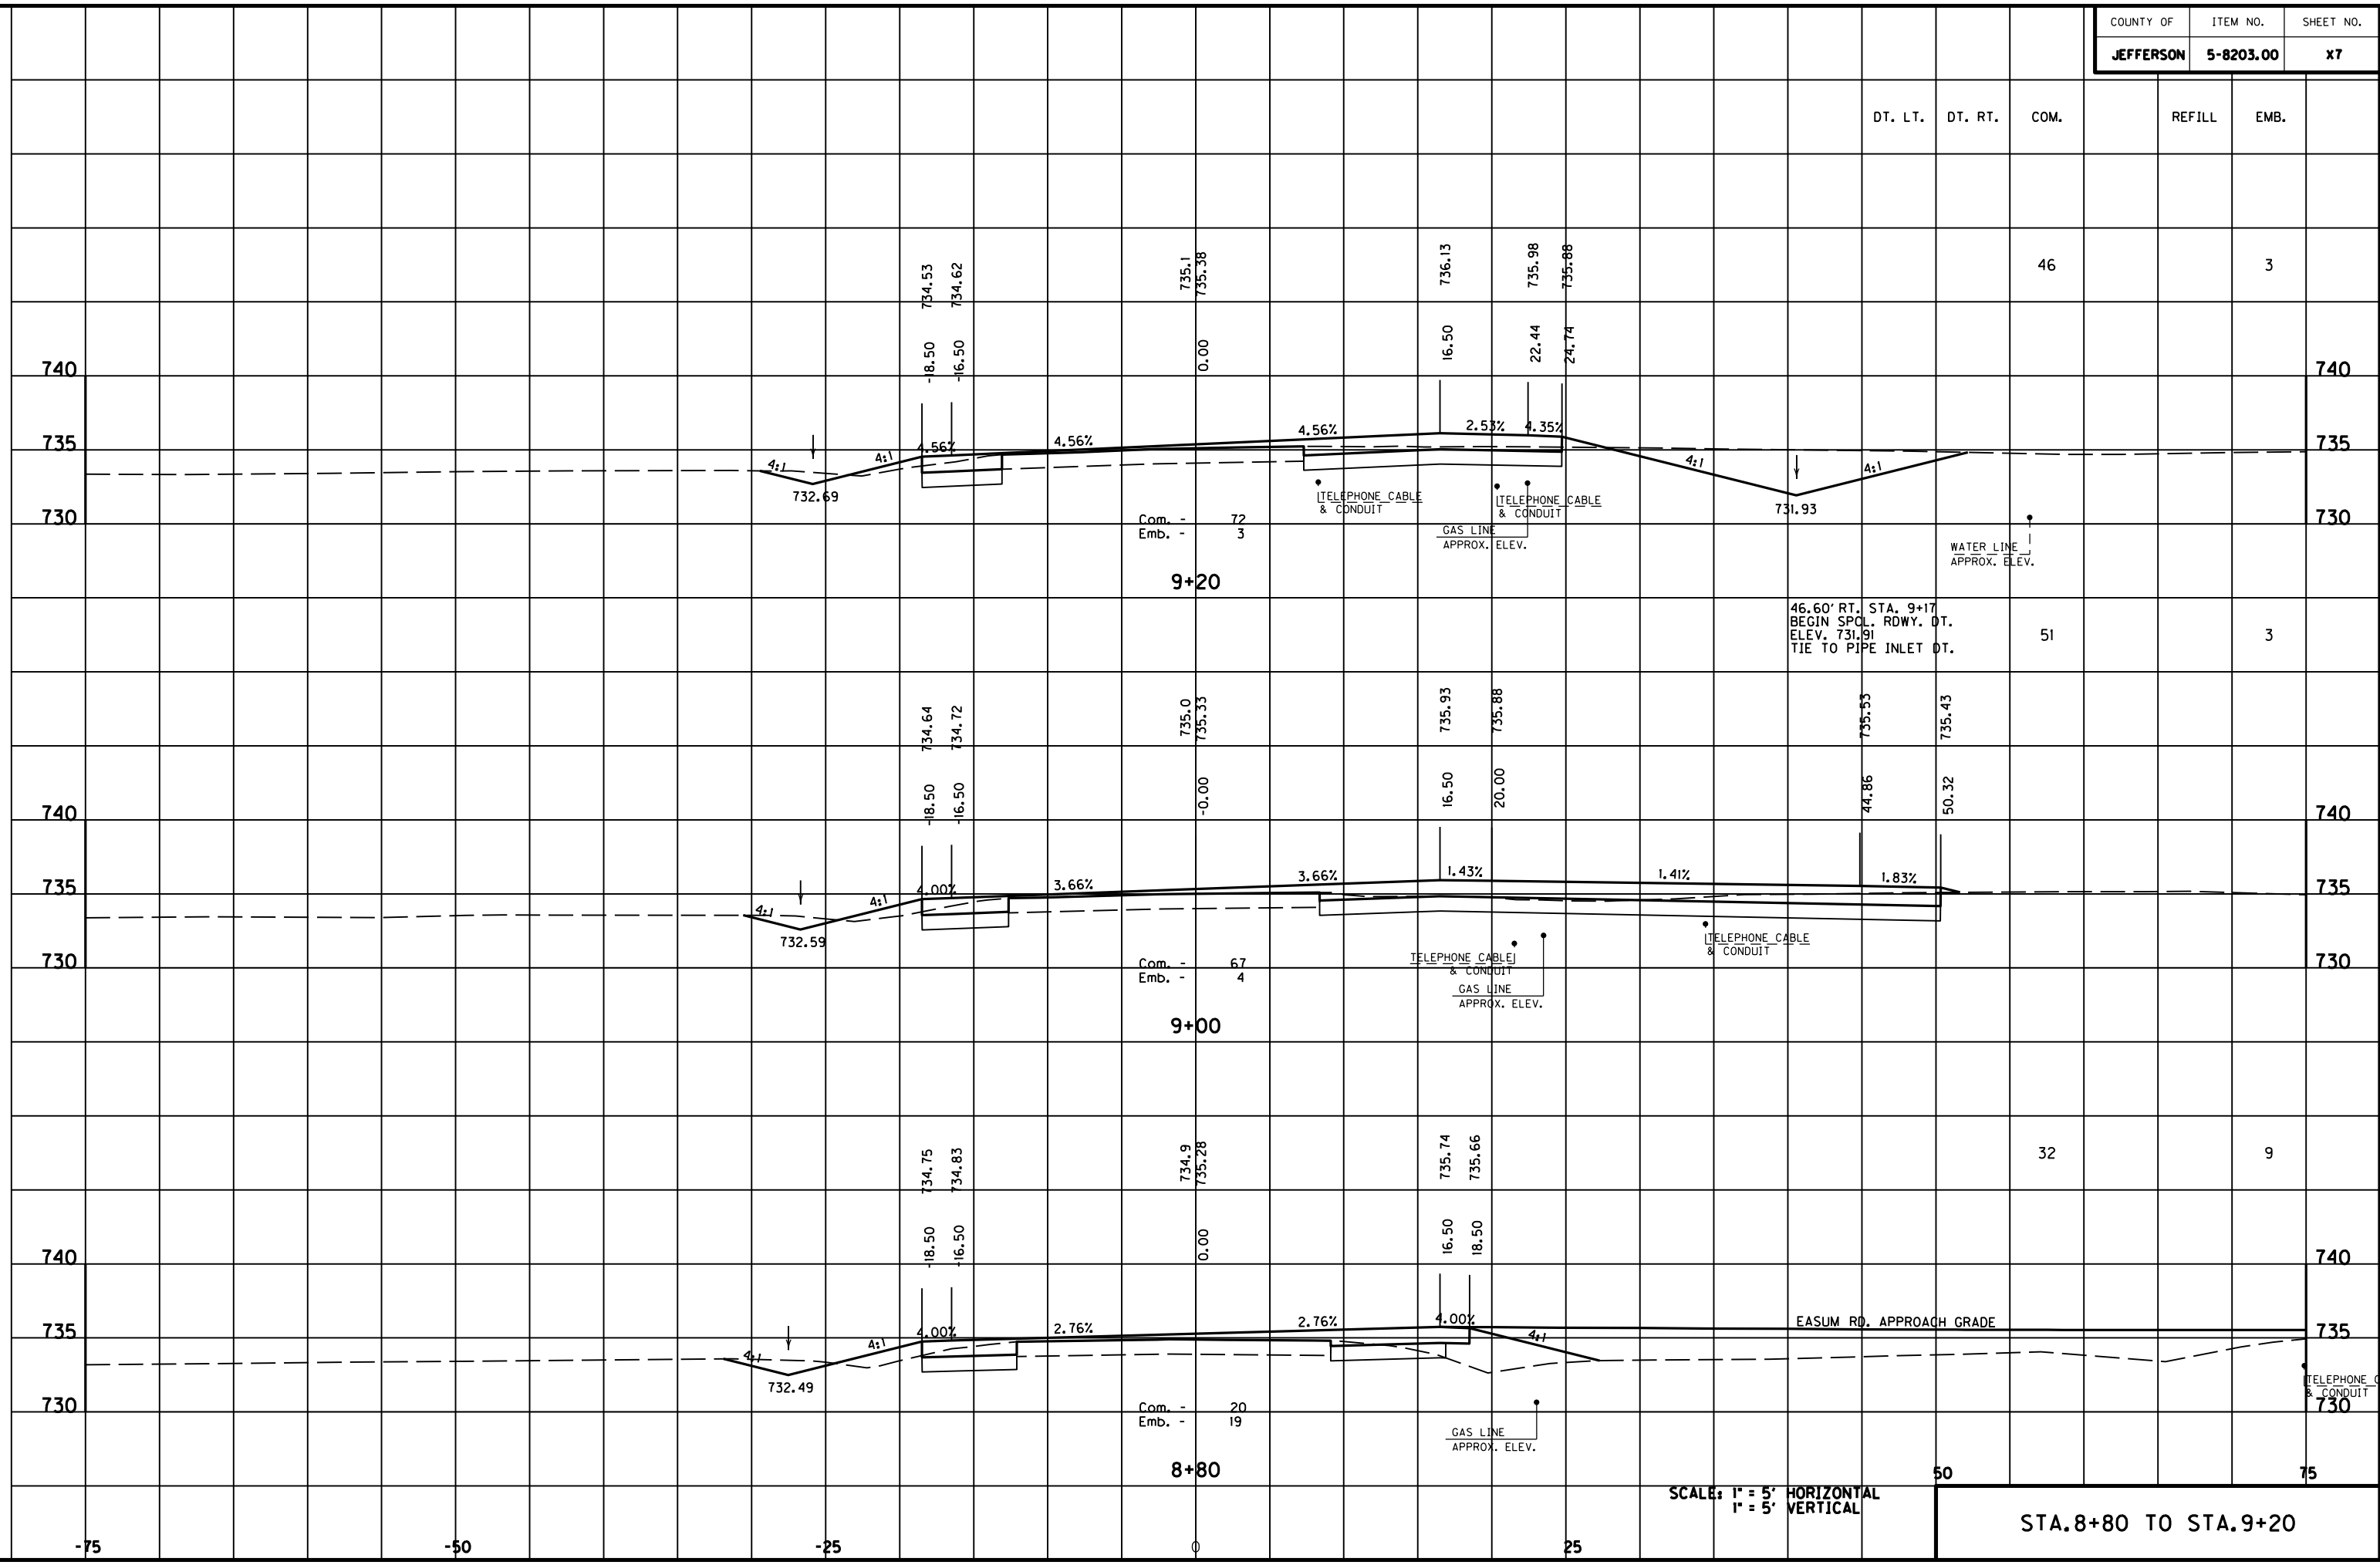 COUNTY OF ITEM NO. SHEET NO.
JEFFERSON 5-8203.00 X7
DT. LT. DT. RT. COM. REFILL EMB.
734.53 734.62 735.1 735.38 736.13 735.98 735.88
46 3
-18.50 -16.50 0.00 16.50 22.44 24.74
740 740
735 4:1 4:1 4.56% 4.56% 4.56% 2.53% 4.35% 4:1 4:1 735
732.69 731.93
TELEPHONE CABLE
& CONDUIT
TELEPHONE CABLE
& CONDUIT
730 730
Com. - 72
Emb. - 3
GAS LINE
APPROX. ELEV.
WATER LINE
APPROX. ELEV.
9+20
46.60' RT. STA. 9+17
BEGIN SPCL. RDWY. DT.
ELEV. 731.91
TIE TO PIPE INLET DT.
51 3
734.64 734.72 735.0 735.33 735.93 735.88 735.53 735.43
-18.50 -16.50 -0.00 16.50 20.00 44.86 50.32
740 740
735 4:1 4:1 4.00% 3.66% 3.66% 1.43% 1.41% 1.83% 735
732.59
TELEPHONE CABLE
& CONDUIT
TELEPHONE CABLE
& CONDUIT
730 730
Com. - 67
Emb. - 4
GAS LINE
APPROX. ELEV.
9+00
734.75 734.83 734.9 735.28 735.74 735.66
32 9
-18.50 -16.50 0.00 16.50 18.50
740 740
735 4:1 4:1 4.00% 2.76% 2.76% 4.00% 4:1 EASUM RD. APPROACH GRADE 735
732.49
TELEPHONE C
& CONDUIT
730 730
Com. - 20
Emb. - 19
GAS LINE
APPROX. ELEV.
8+80
50 75
SCALE: 1" = 5' HORIZONTAL
1" = 5' VERTICAL
STA.8+80 TO STA.9+20
-75 -50 -25 0 25